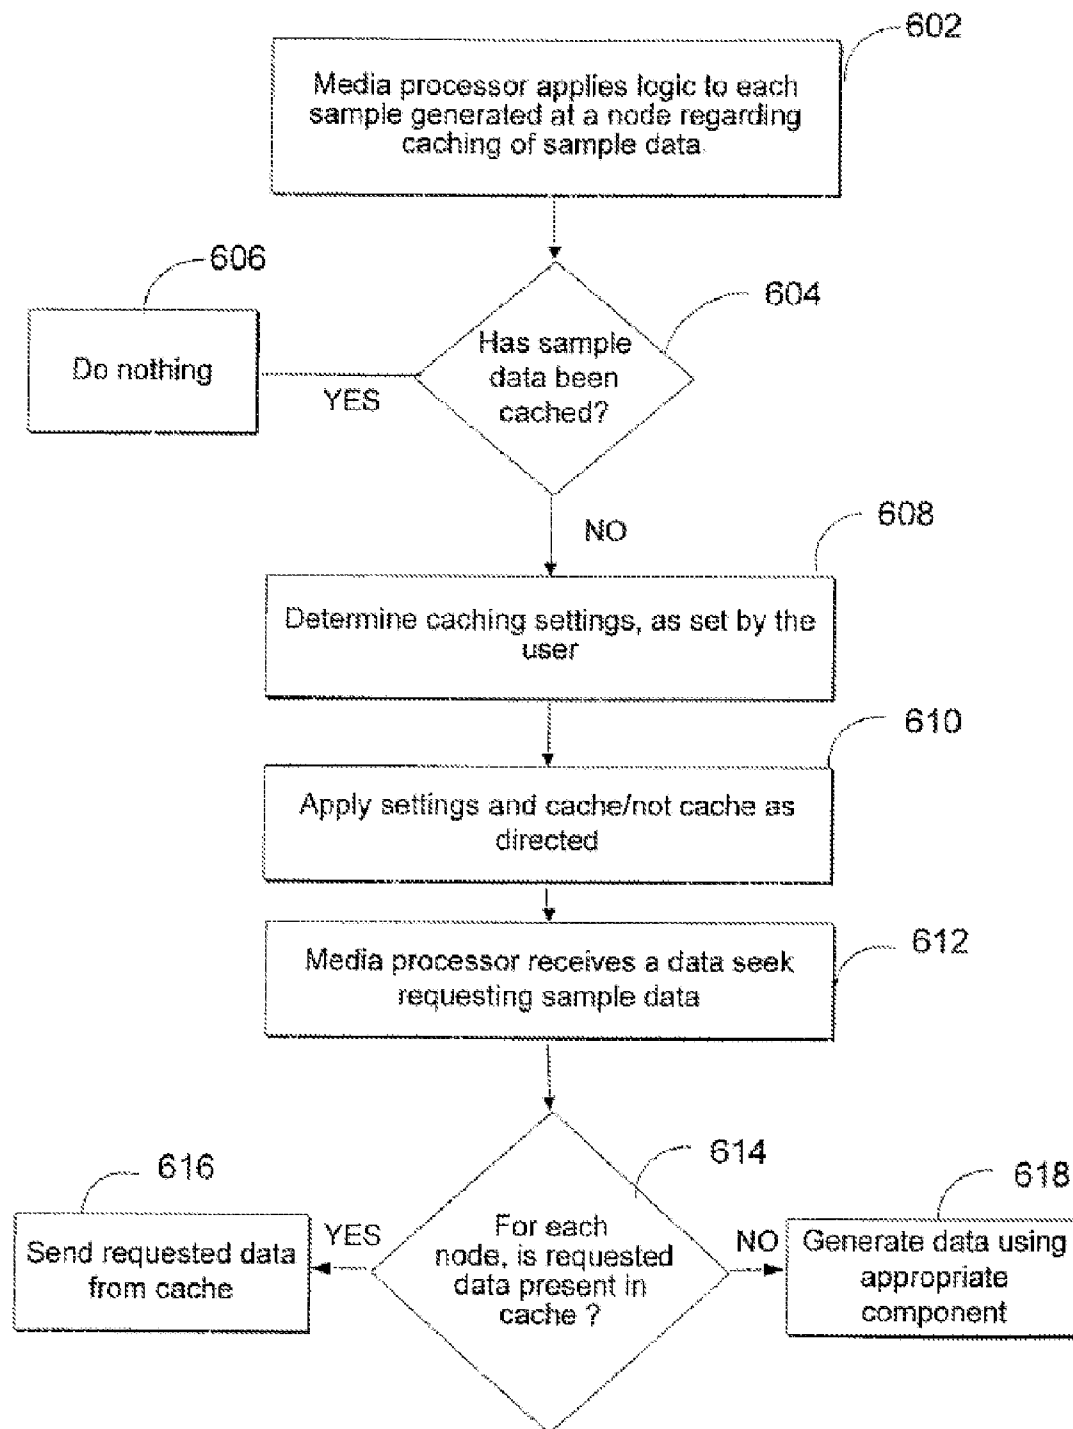 602
Media processor applies logic to each
sample generated at a node regarding
caching of sample data
606
604
Do nothing
YES
Has sample
data been
cached?
NO
608
Determine caching settings, as set by the
user
610
Apply settings and cache/not cache as
directed
612
Media processor receives a data seek
requesting sample data
614
616
618
Send requested data
from cache
YES
For each
node, is requested
data present in
cache ?
NO
Generate data using
appropriate
component